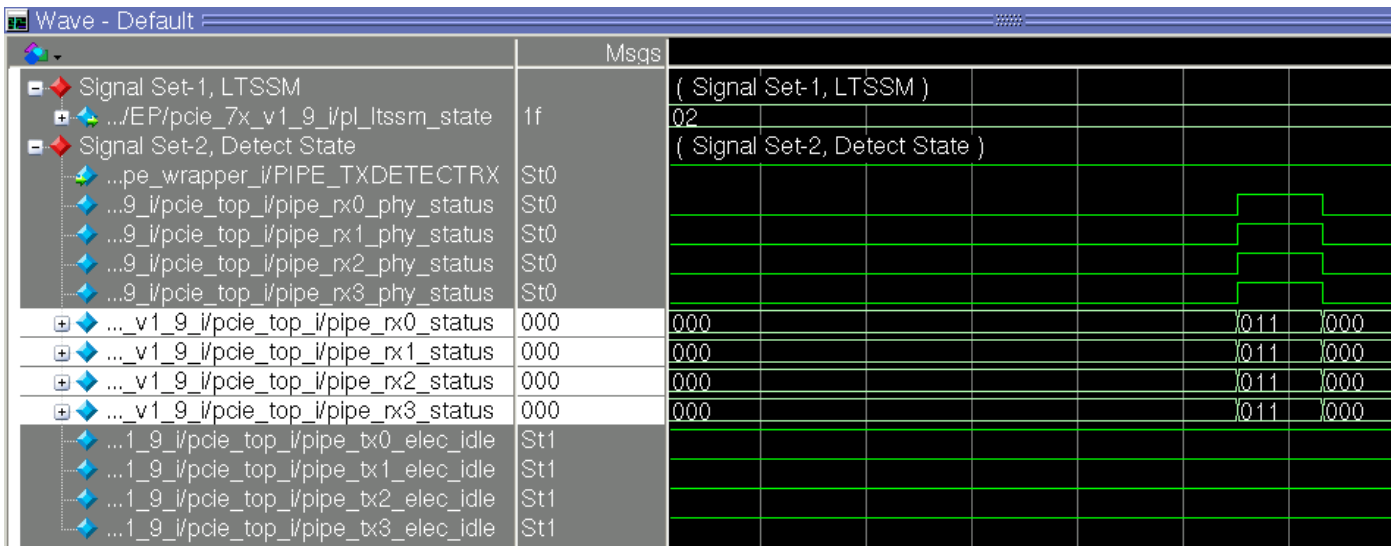 Wave - Default
Msgs
Signal Set-1, LTSSM ( Signal Set-1, LTSSM )
.../EP/pcie_7x_v1_9_i/pl_ltssm_state 1f 02
Signal Set-2, Detect State ( Signal Set-2, Detect State )
...pe_wrapper_i/PIPE_TXDETECTRX St0
...9_i/pcie_top_i/pipe_rx0_phy_status St0
...9_i/pcie_top_i/pipe_rx1_phy_status St0
...9_i/pcie_top_i/pipe_rx2_phy_status St0
...9_i/pcie_top_i/pipe_rx3_phy_status St0
..._v1_9_i/pcie_top_i/pipe_rx0_status 000 000 011 000
..._v1_9_i/pcie_top_i/pipe_rx1_status 000 000 011 000
..._v1_9_i/pcie_top_i/pipe_rx2_status 000 000 011 000
..._v1_9_i/pcie_top_i/pipe_rx3_status 000 000 011 000
...1_9_i/pcie_top_i/pipe_tx0_elec_idle St1
...1_9_i/pcie_top_i/pipe_tx1_elec_idle St1
...1_9_i/pcie_top_i/pipe_tx2_elec_idle St1
...1_9_i/pcie_top_i/pipe_tx3_elec_idle St1